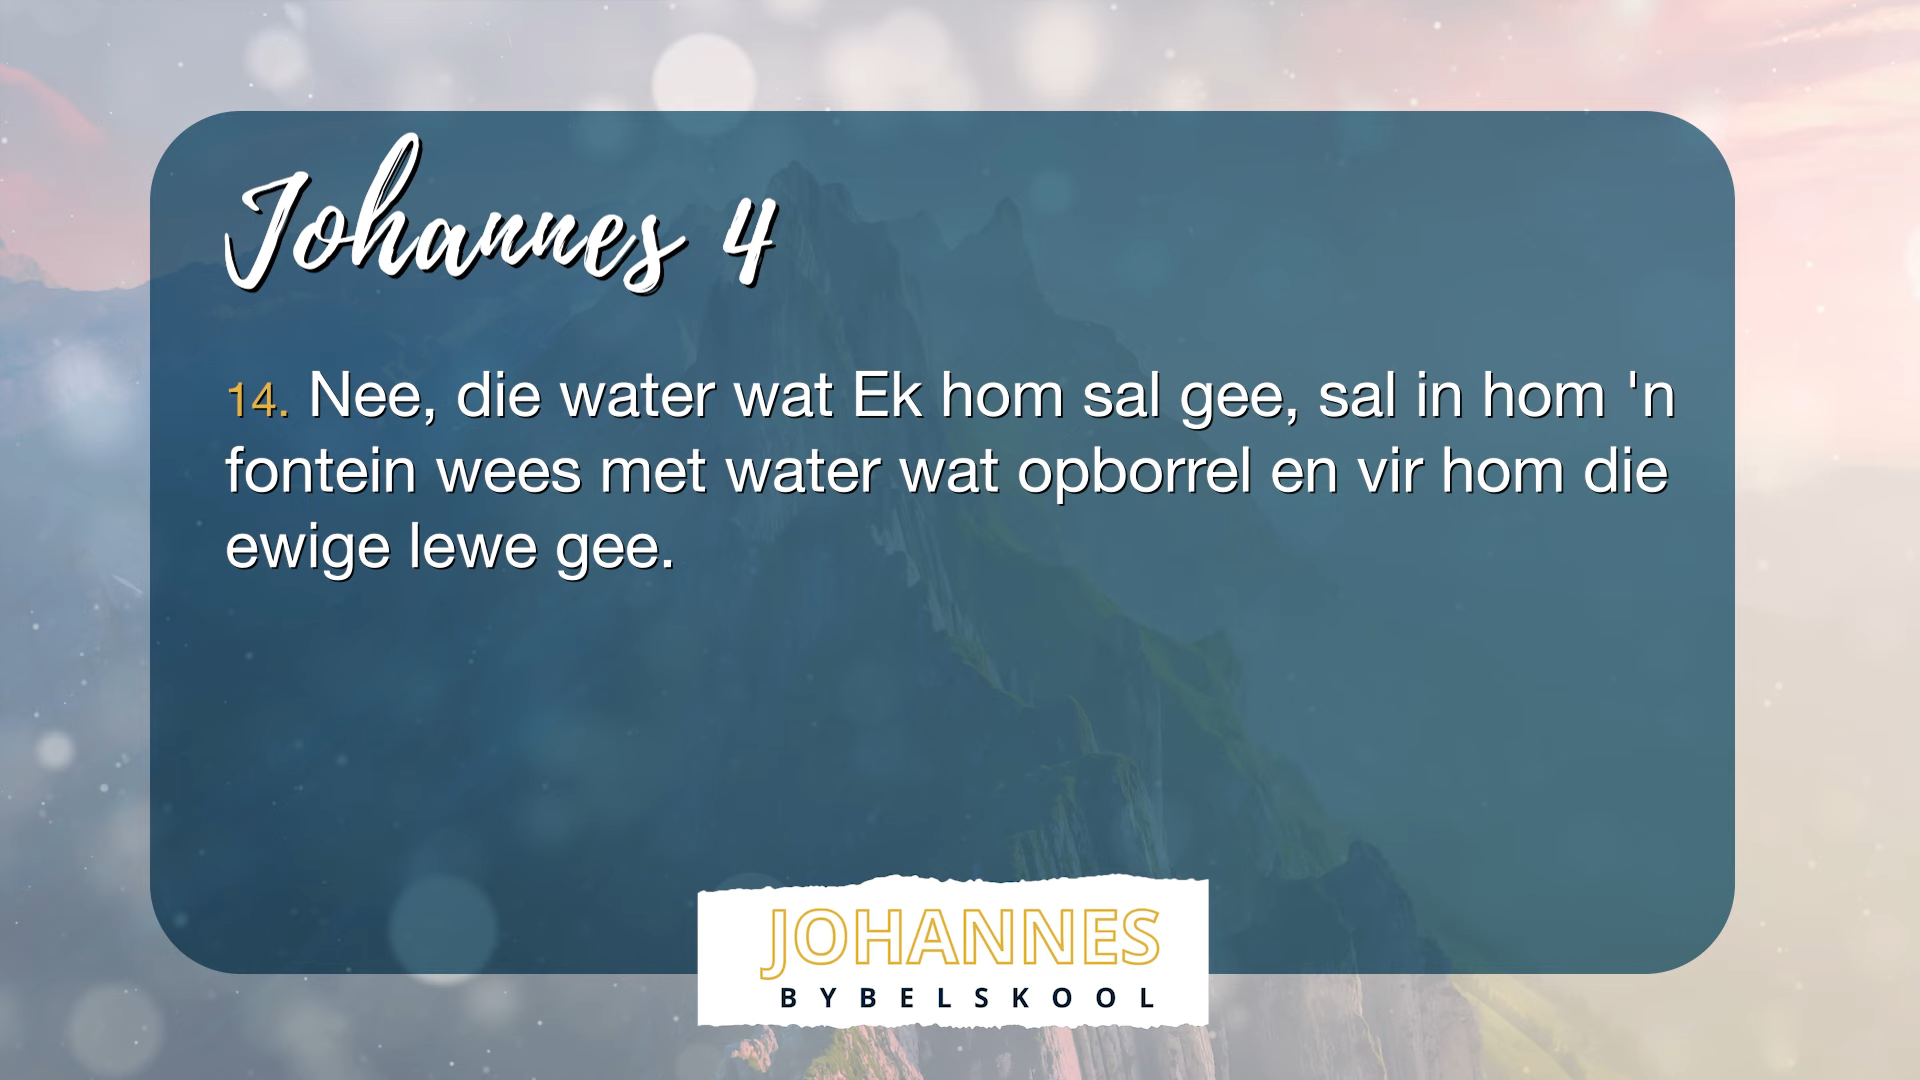 Johannes 4
14. Nee, die water wat Ek hom sal gee, sal in hom 'n
fontein wees met water wat opborrel en vir hom die
ewige lewe gee.
JOHANNES
BYBELSKOOL